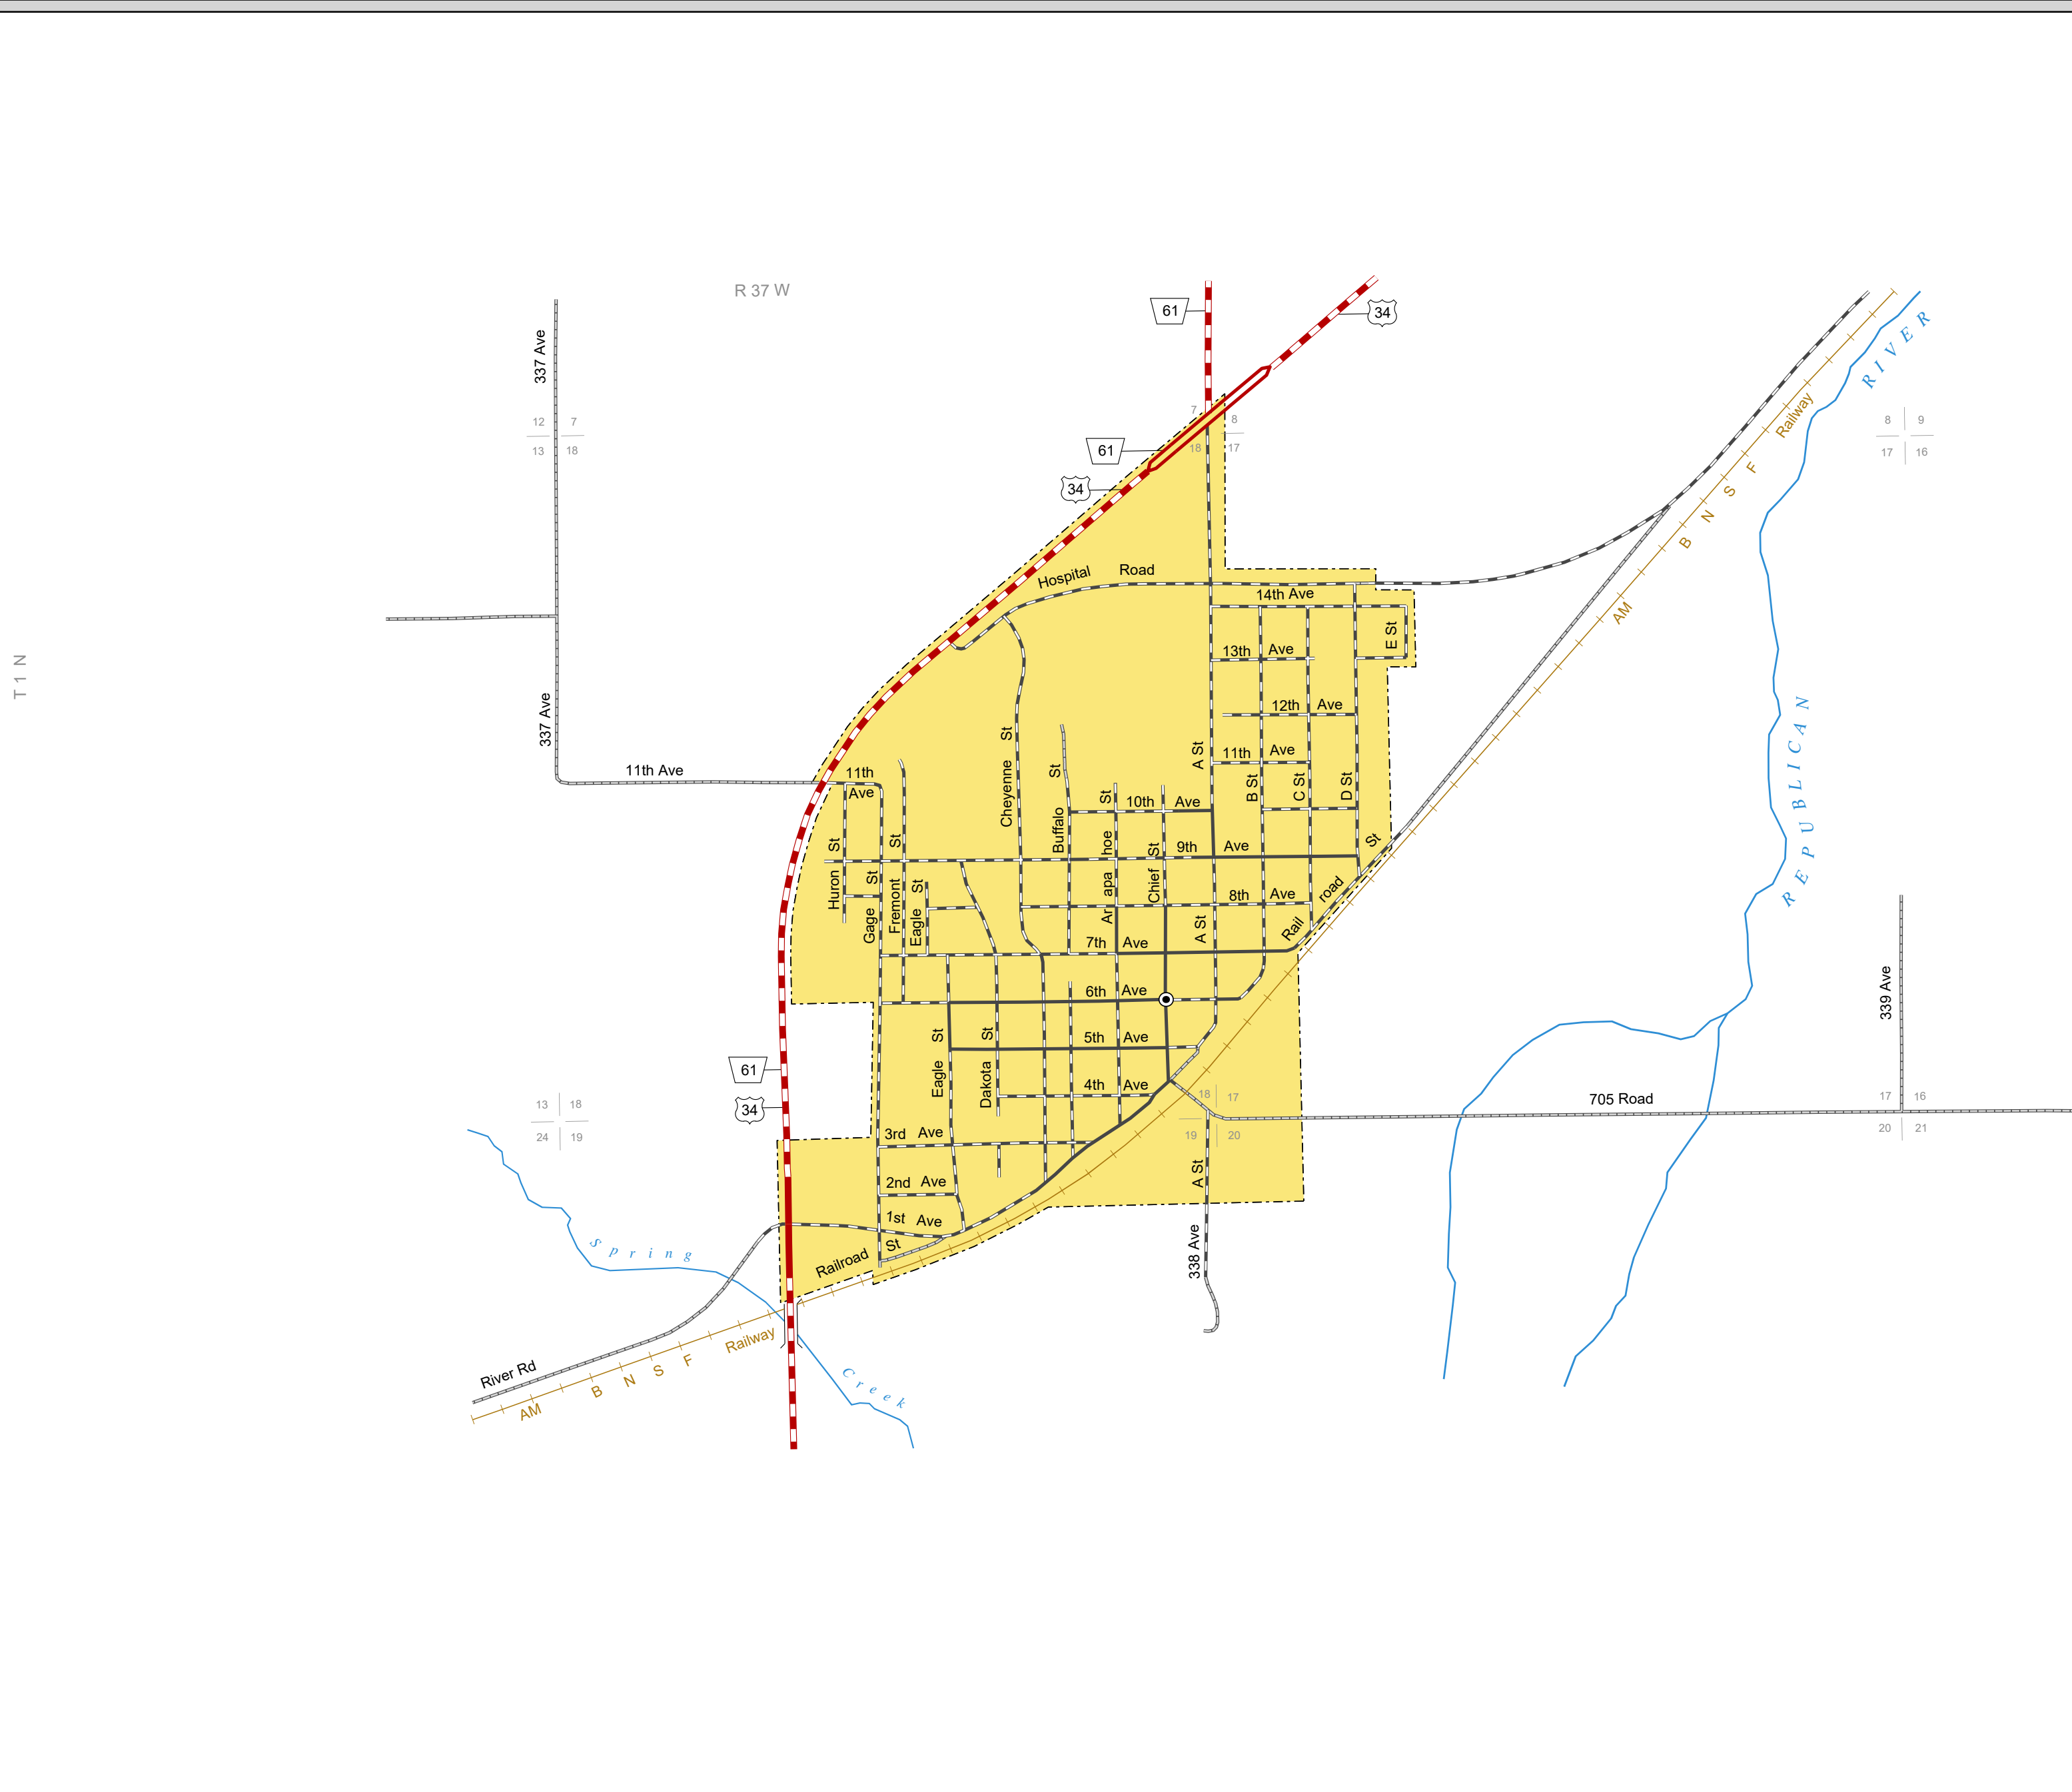 R 37 W
61
34
337 Ave
RIVER
Railway
12 7
13 18
7 8
18 17
8 9
17 16
61
34
B N S F
Hospital Road
AM
14th Ave
E St
T 1 N
13th Ave
337 Ave
12th Ave
REPUBLICAN
Cheyenne St
Buffalo St
A St
11th Ave
11th Ave
11th Ave
B St
C St
D St
Arapahoe St
10th Ave
Huron St
Gage St
Fremont St
Eagle St
Chief St
9th Ave
Railroad St
8th Ave
A St
7th Ave
6th Ave
339 Ave
Eagle St
Dakota St
5th Ave
61
34
4th Ave
705 Road
13 18
24 19
18 17
19 20
17 16
20 21
3rd Ave
A St
2nd Ave
1st Ave
Spring
Railroad St
338 Ave
River Rd
AM B N S F Railway
Creek